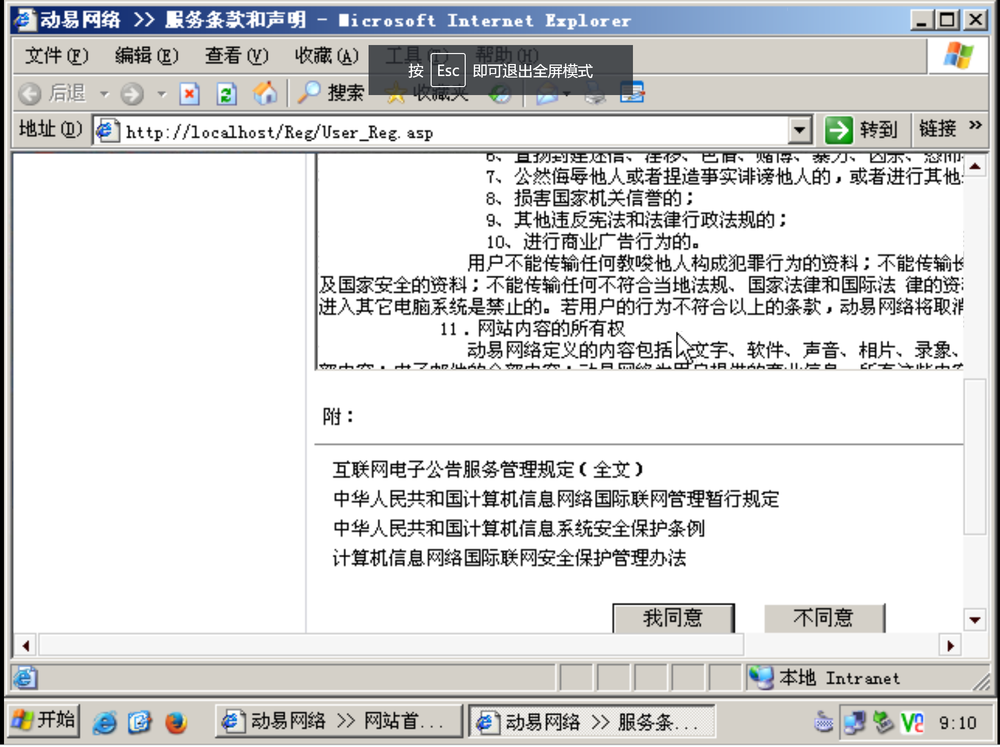 动易网络 >> 服务条款和声明 - Microsoft Internet Explorer
文件(F) 编辑(E) 查看(V) 收藏(A) 工具(T) 帮助(H)
按 Esc 即可退出全屏模式
后退 搜索 收藏夹
地址(D) http://localhost/Reg/User_Reg.asp 转到 链接 »
7、公然侮辱他人或者捏造事实诽谤他人的，或者进行其他
8、损害国家机关信誉的；
9、其他违反宪法和法律行政法规的；
10、进行商业广告行为的。
用户不能传输任何教唆他人构成犯罪行为的资料；不能传输长
及国家安全的资料；不能传输任何不符合当地法规、国家法律和国际法 律的资
进入其它电脑系统是禁止的。若用户的行为不符合以上的条款，动易网络将取消
11．网站内容的所有权
动易网络定义的内容包括 文字、软件、声音、相片、录象、
附：
互联网电子公告服务管理规定（全文）
中华人民共和国计算机信息网络国际联网管理暂行规定
中华人民共和国计算机信息系统安全保护条例
计算机信息网络国际联网安全保护管理办法
我同意 不同意
本地 Intranet
开始 动易网络 >> 网站首... 动易网络 >> 服务条... 9:10